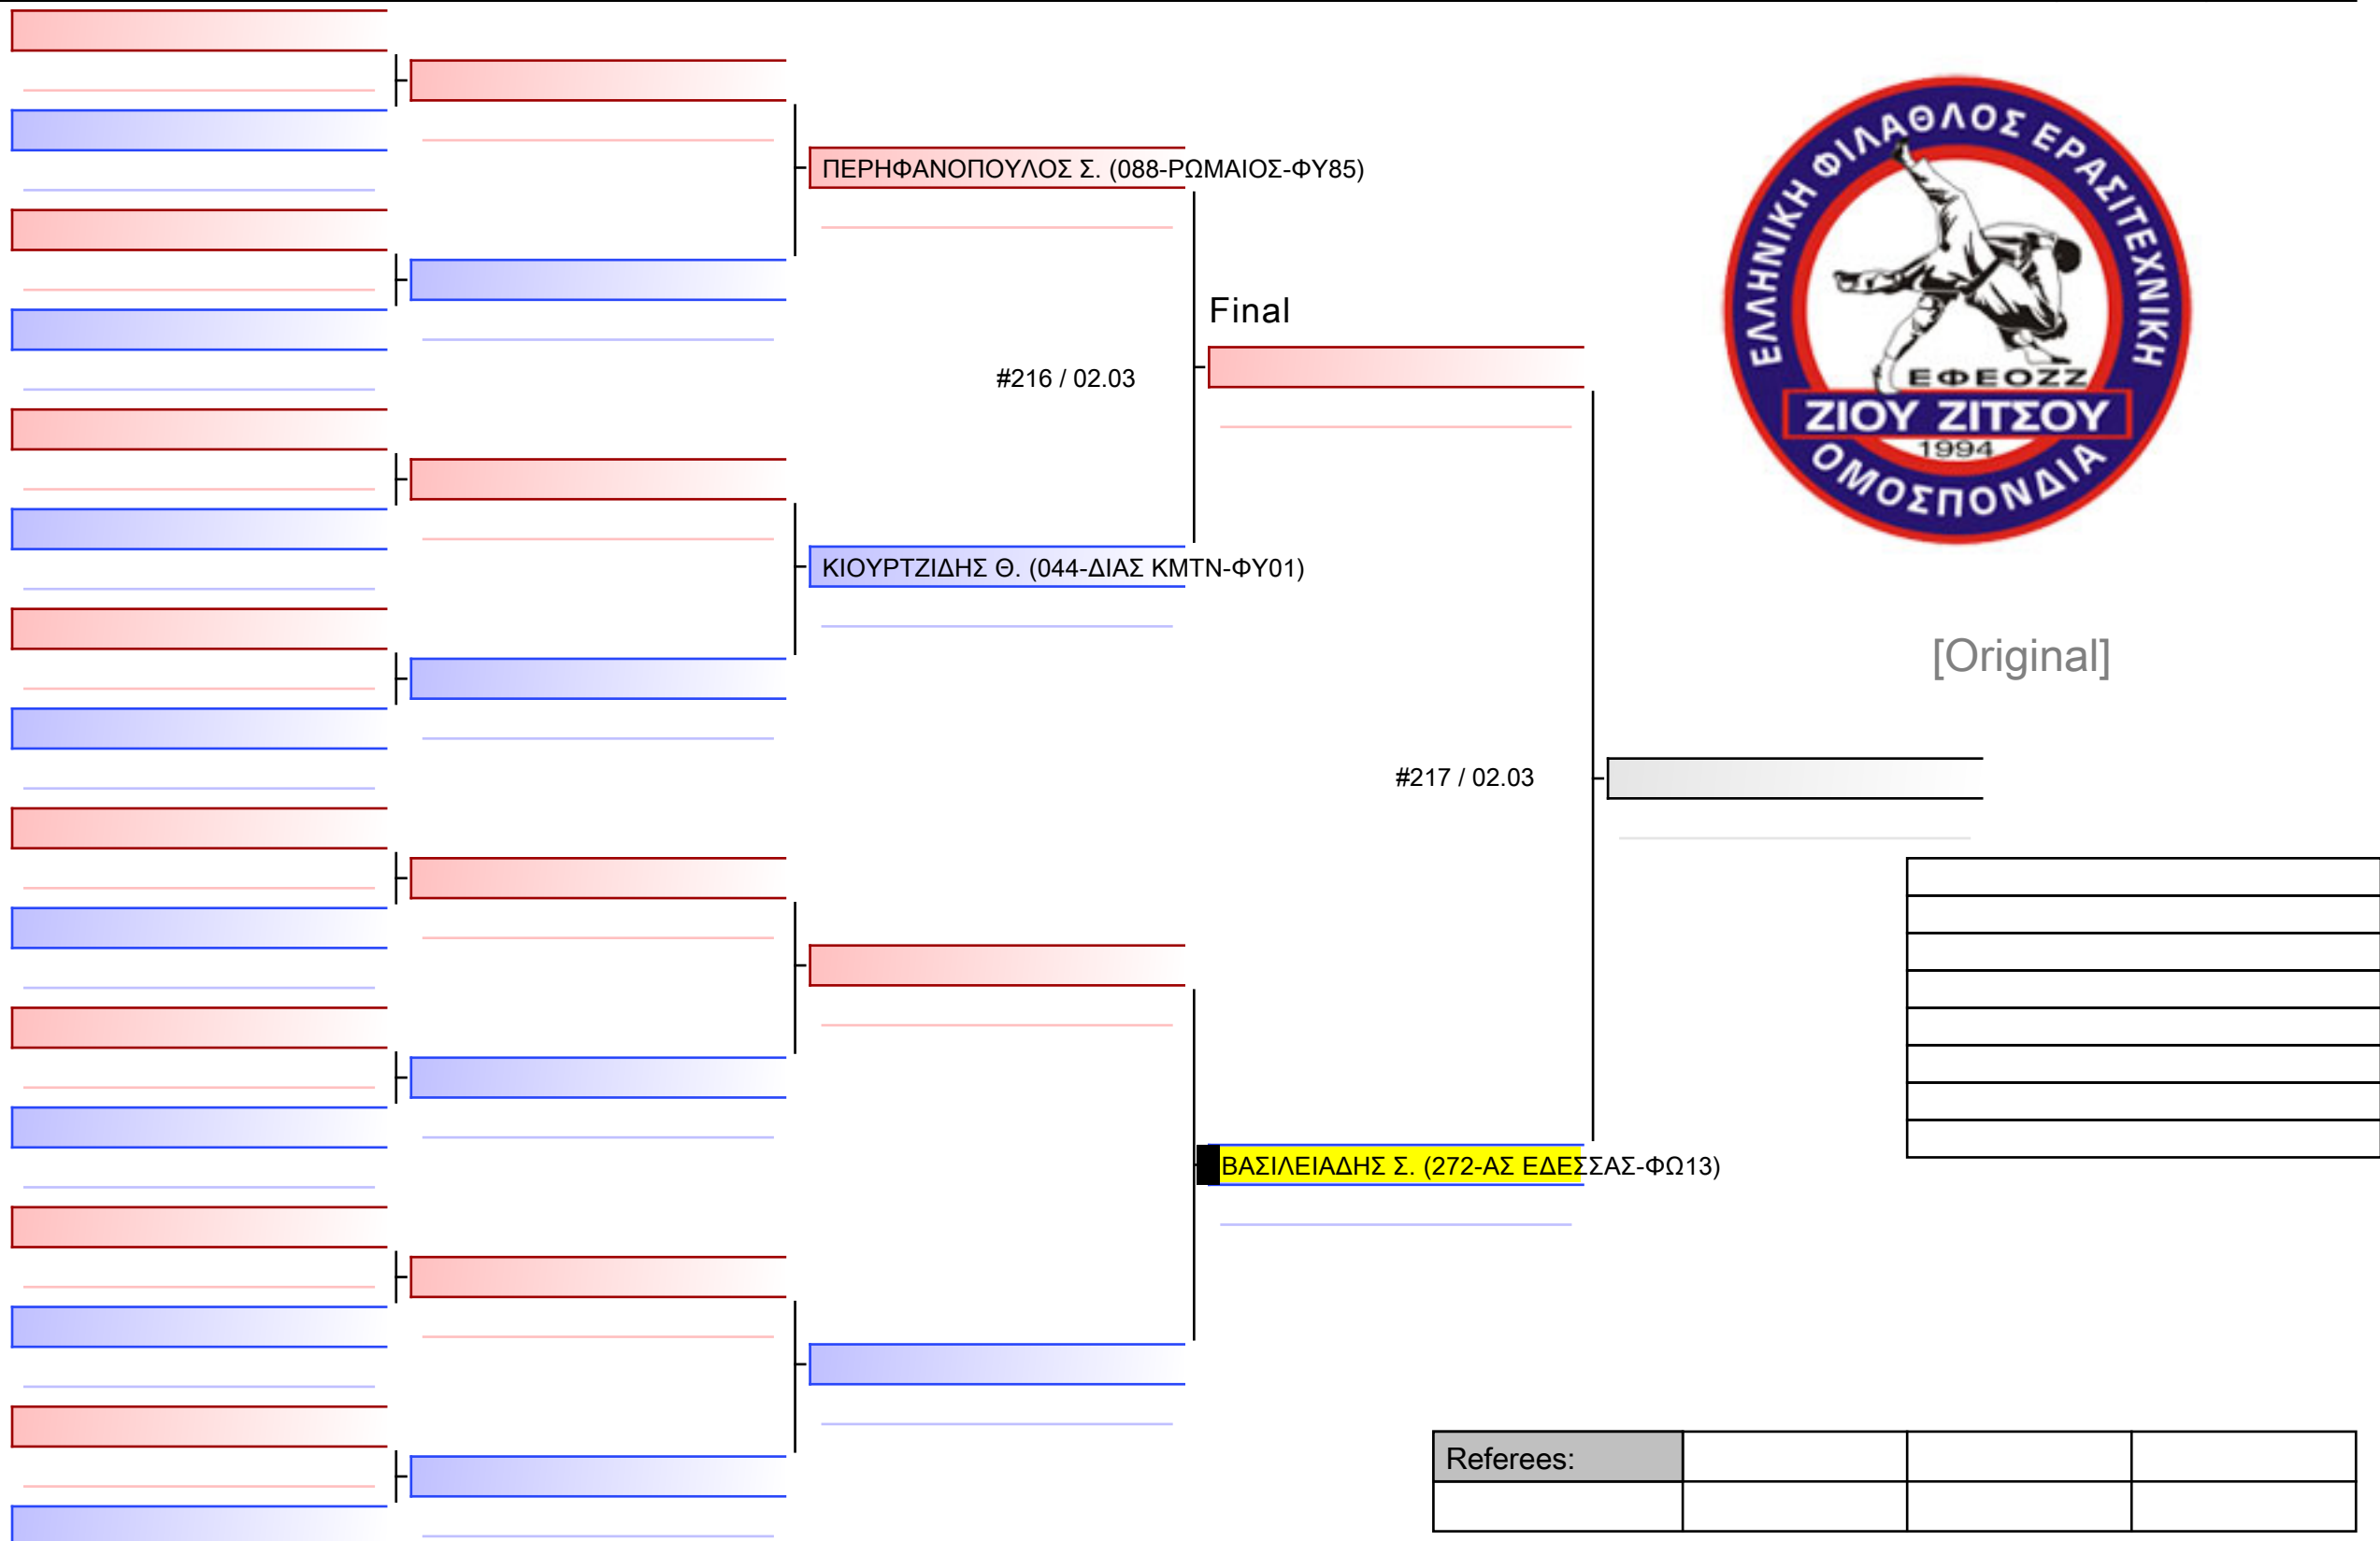 ΠΕΡΗΦΑΝΟΠΟΥΛΟΣ Σ. (088-ΡΩΜΑΙΟΣ-ΦΥ85)
ΕΛΛΗΝΙΚΗ ΦΙΛΑΘΛΟΣ ΕΡΑΣΙΤΕΧΝΙΚΗ
Final
#216 / 02.03
ΕΦΕΟΖΖ
ΖΙΟΥ ΖΙΤΣΟΥ
1994
ΟΜΟΣΠΟΝΔΙΑ
ΚΙΟΥΡΤΖΙΔΗΣ Θ. (044-ΔΙΑΣ ΚΜΤΝ-ΦΥ01)
[Original]
#217 / 02.03
ΒΑΣΙΛΕΙΑΔΗΣ Σ. (272-ΑΣ ΕΔΕΣΣΑΣ-ΦΩ13)
Referees: